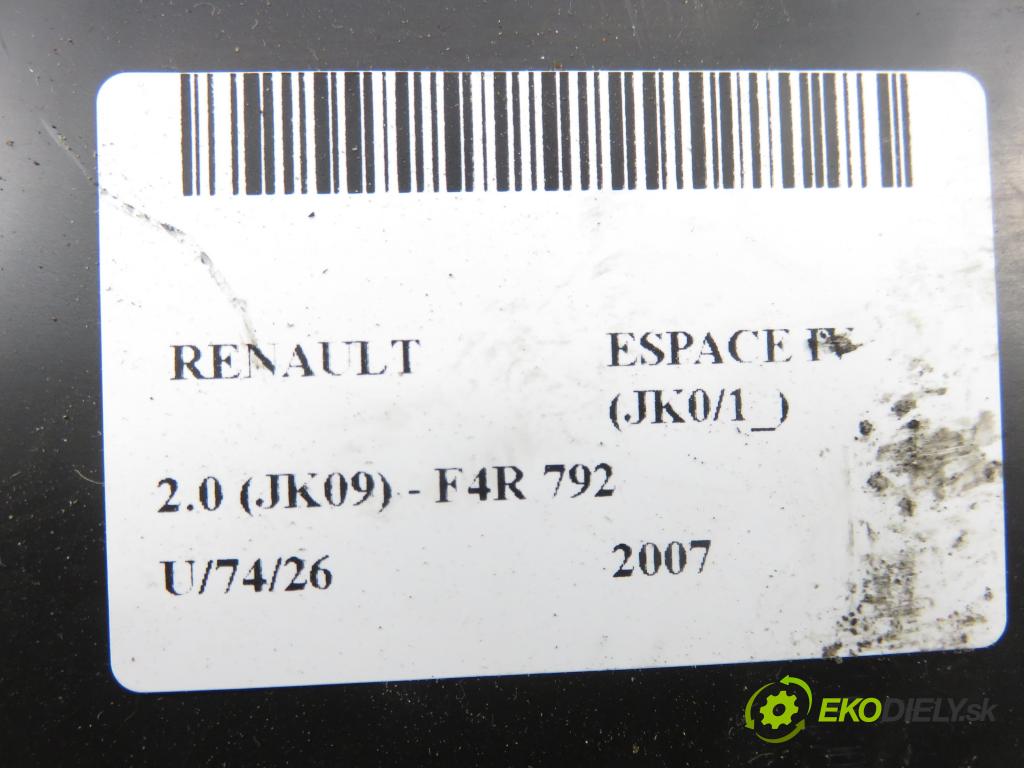 RENAULT ESPACE IV
(JK0/1_)
2.0 (JK09) - F4R 792
U/74/26 2007
EKODIELY.sk